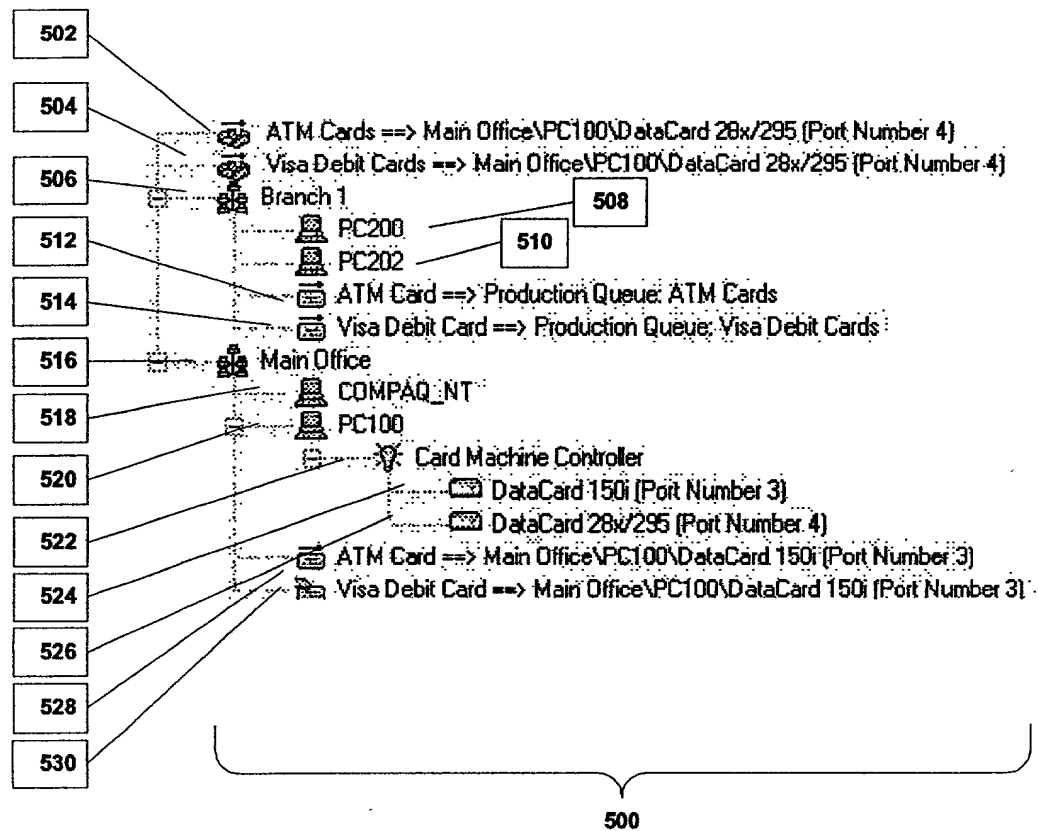 502
504
506
512
514
516
518
520
522
524
526
528
530
ATM Cards ==> Main Office\PC100\DataCard 28x/295 (Port Number 4)
Visa Debit Cards ==> Main Office\PC100\DataCard 28x/295 (Port Number 4)
Branch 1
PC200
508
PC202
510
ATM Card ==> Production Queue: ATM Cards
Visa Debit Card ==> Production Queue: Visa Debit Cards
Main Office
COMPAQ_NT
PC100
Card Machine Controller
DataCard 150i (Port Number 3)
DataCard 28x/295 (Port Number 4)
ATM Card ==> Main Office\PC100\DataCard 150i (Port Number 3)
Visa Debit Card ==> Main Office\PC100\DataCard 150i (Port Number 3)
500